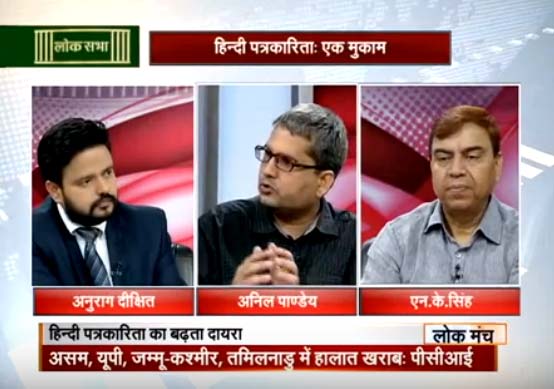 लोक सभा
हिन्दी पत्रकारिताः एक मुकाम
अनुराग दीक्षित
अनिल पाण्डेय
एन.के.सिंह
हिन्दी पत्रकारिता का बढ़ता दायरा
लोक मंच
असम, यूपी, जम्मू-कश्मीर, तमिलनाडु में हालात खराबः पीसीआई